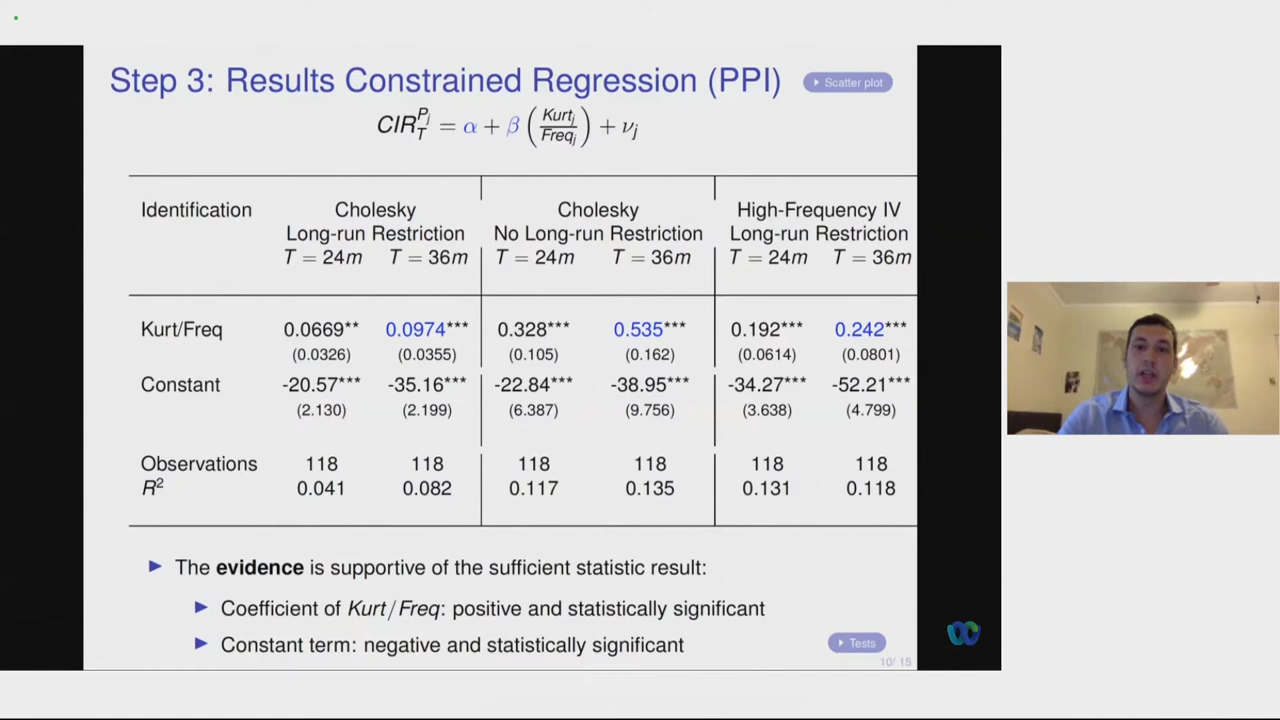 Step 3: Results Constrained Regression (PPI)
Scatter plot
CIR_T^{P_j} = α + β (Kurt_j / Freq_j) + ν_j
Identification Cholesky Cholesky High-Frequency IV
Long-run Restriction No Long-run Restriction Long-run Restriction
T = 24m T = 36m T = 24m T = 36m T = 24m T = 36m
Kurt/Freq 0.0669** 0.0974*** 0.328*** 0.535*** 0.192*** 0.242***
(0.0326) (0.0355) (0.105) (0.162) (0.0614) (0.0801)
Constant -20.57*** -35.16*** -22.84*** -38.95*** -34.27*** -52.21***
(2.130) (2.199) (6.387) (9.756) (3.638) (4.799)
Observations 118 118 118 118 118 118
R² 0.041 0.082 0.117 0.135 0.131 0.118
The evidence is supportive of the sufficient statistic result:
Coefficient of Kurt/Freq: positive and statistically significant
Constant term: negative and statistically significant
Tests
10/ 15